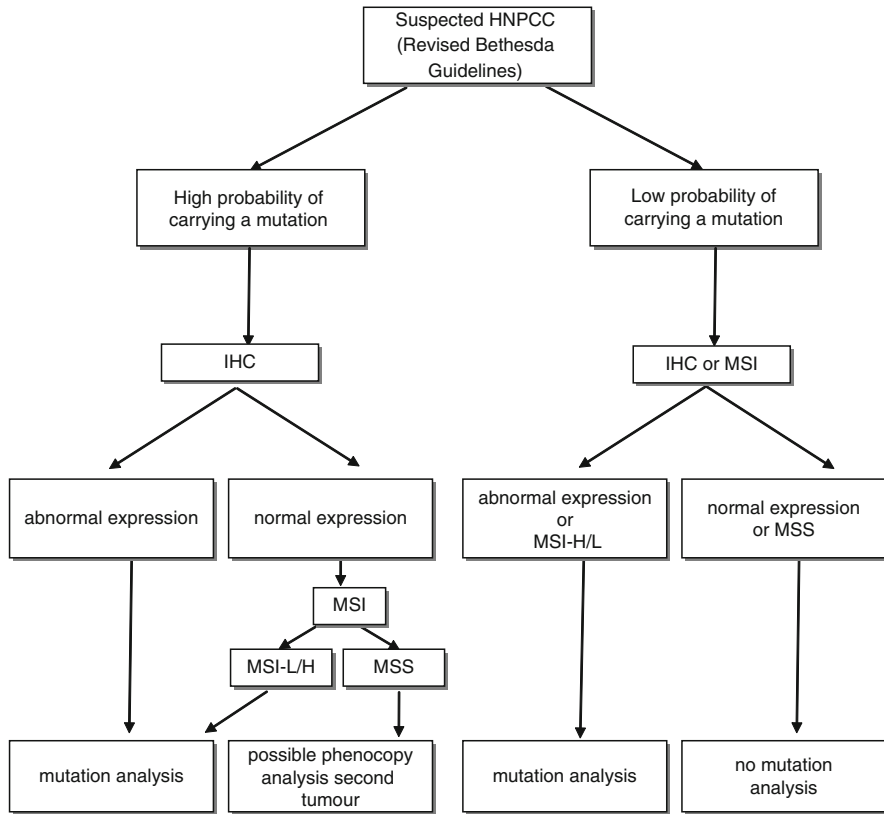 Suspected HNPCC
(Revised Bethesda
Guidelines)
High probability of
carrying a mutation
Low probability of
carrying a mutation
IHC
IHC or MSI
abnormal expression
normal expression
abnormal expression
or
MSI-H/L
normal expression
or MSS
MSI
MSI-L/H
MSS
mutation analysis
possible phenocopy
analysis second
tumour
mutation analysis
no mutation
analysis